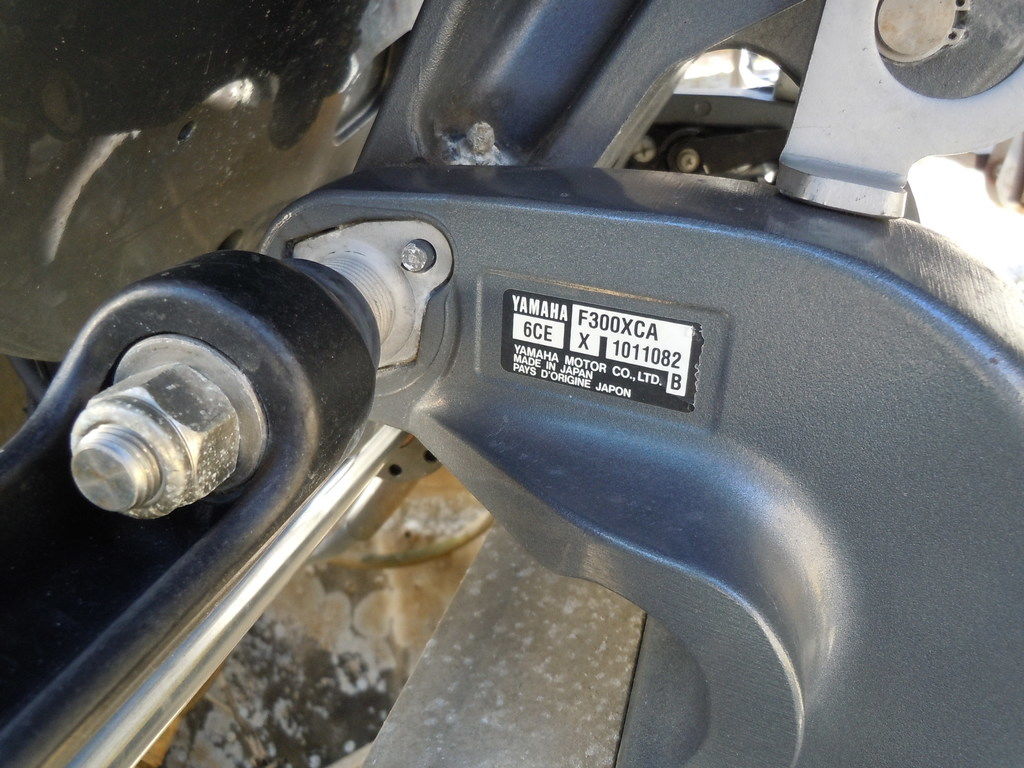 YAMAHA F300XCA
6CE X 1011082
YAMAHA MOTOR CO., LTD. B
MADE IN JAPAN
PAYS D'ORIGINE JAPON